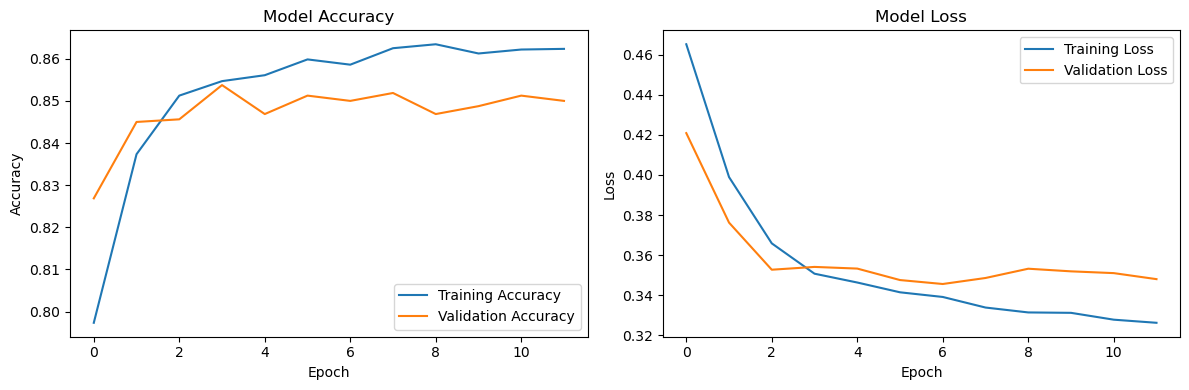 Model Accuracy
Accuracy
0.86
0.85
0.84
0.83
0.82
0.81
0.80
Training Accuracy
Validation Accuracy
0 2 4 6 8 10
Epoch
Model Loss
Loss
0.46
0.44
0.42
0.40
0.38
0.36
0.34
0.32
Training Loss
Validation Loss
0 2 4 6 8 10
Epoch